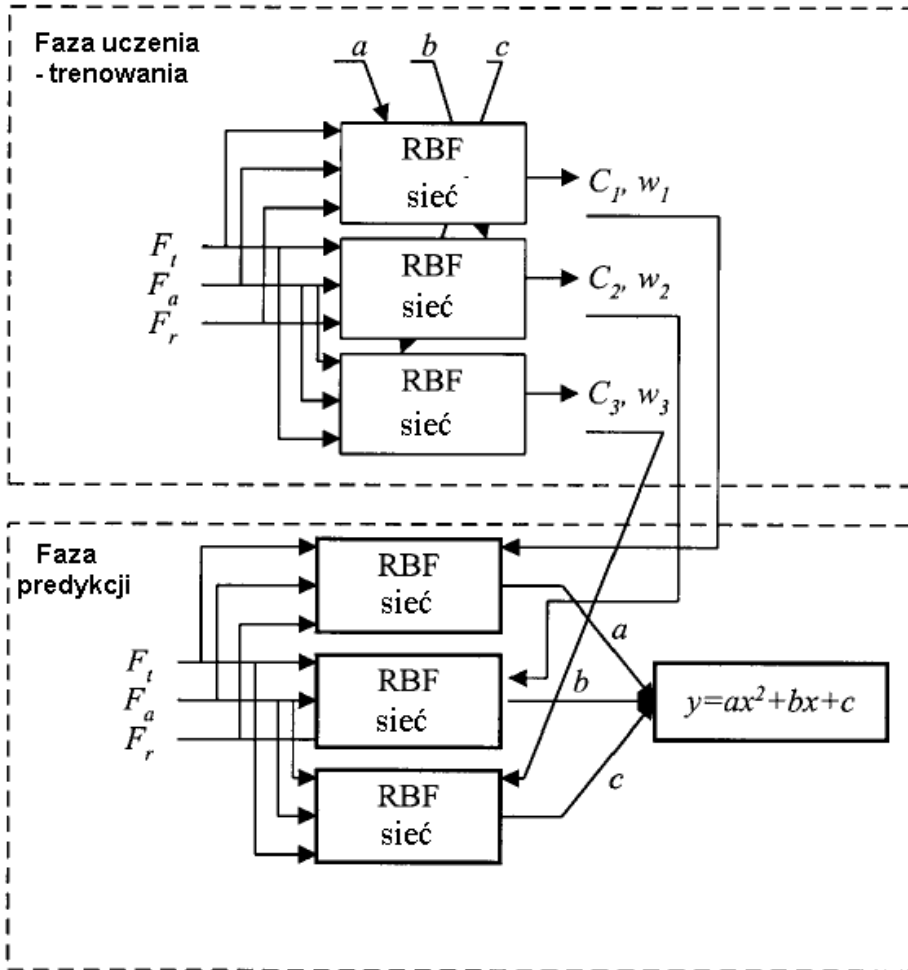 Faza uczenia
- trenowania
a b c
RBF
sieć
C₁, w₁
Fₜ
Fₐ
Fᵣ
RBF
sieć
C₂, w₂
RBF
sieć
C₃, w₃
Faza
predykcji
RBF
sieć
a
Fₜ
Fₐ
Fᵣ
RBF
sieć
b
y=ax²+bx+c
RBF
sieć
c